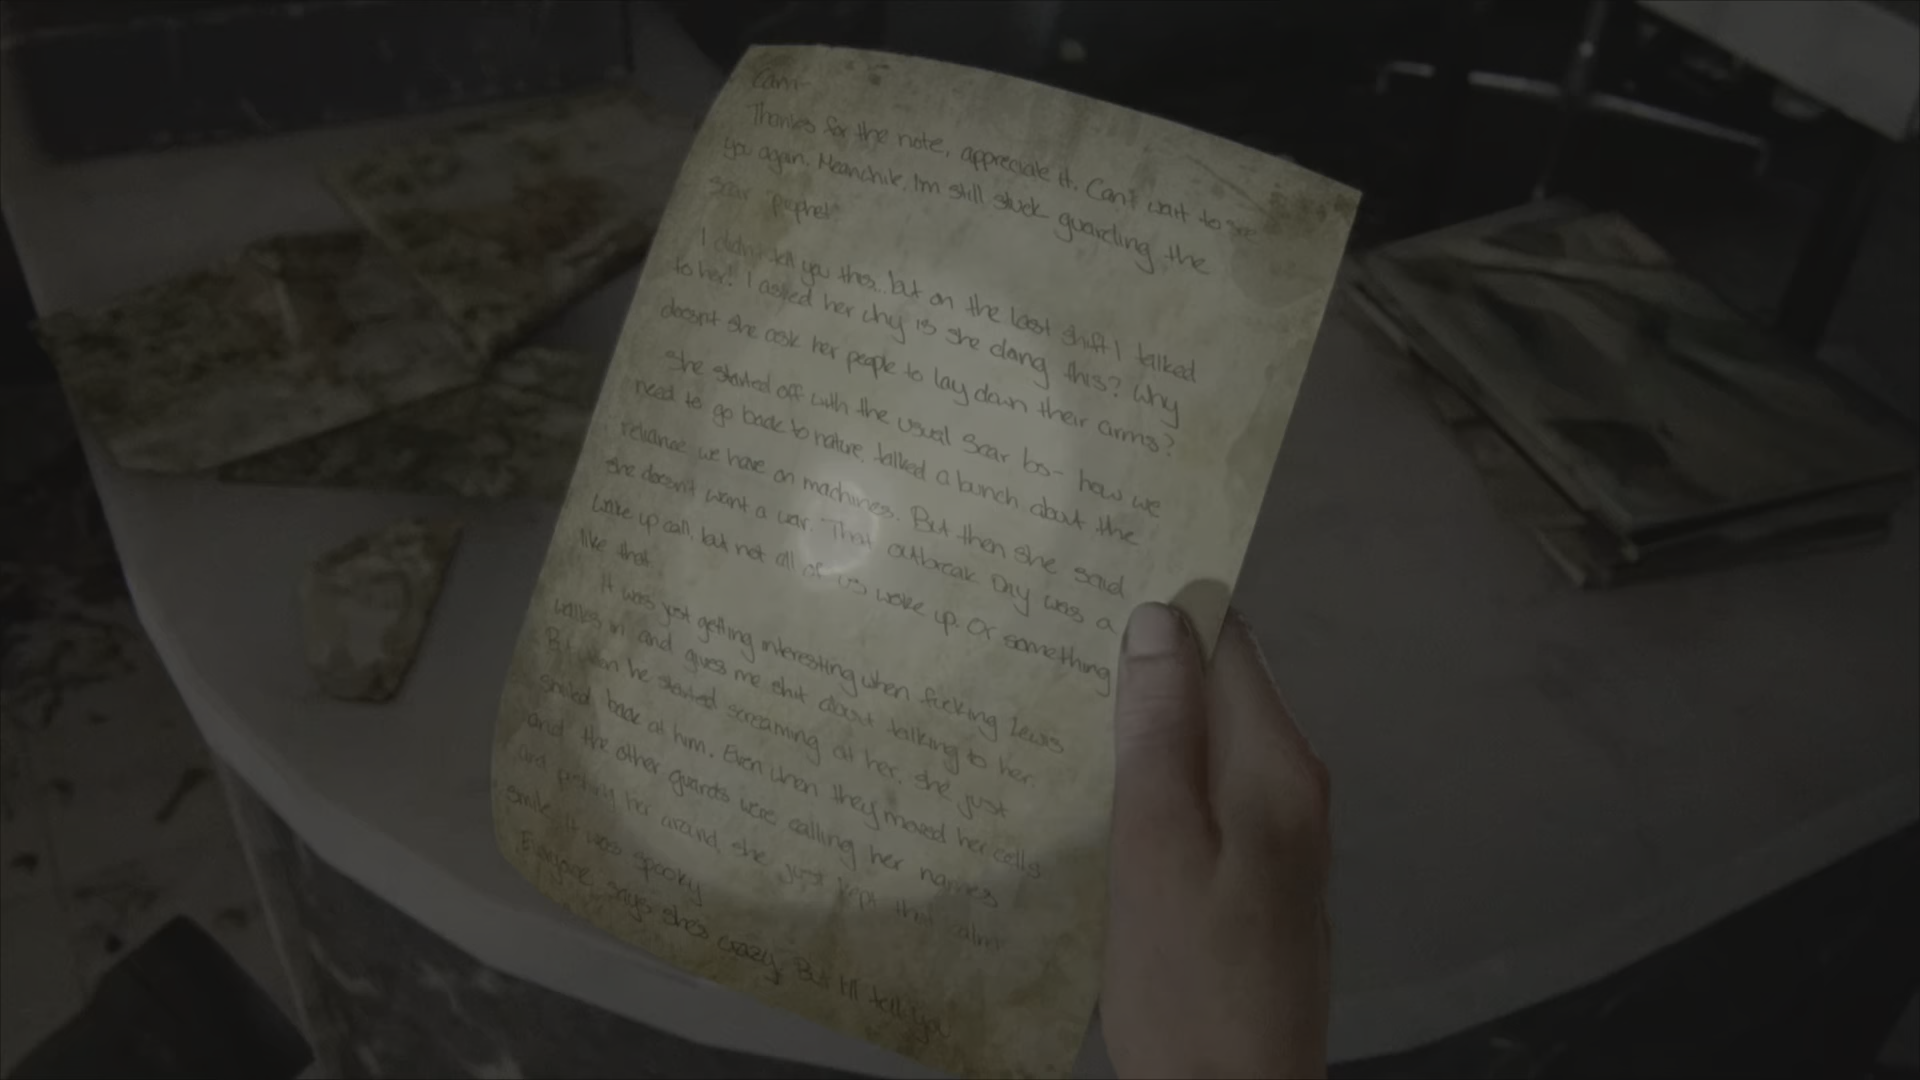 Cam-
Thanks for the note, appreciate it. Can't wait to see
you again. Meanwhile, I'm still stuck guarding the
Scar "prophet"
I didn't tell you this...but on the last shift I talked
to her! I asked her why is she doing this? Why
doesn't she ask her people to lay down their arms?
She started off with the usual Scar bs- how we
need to go back to nature, talked a bunch about the
reliance we have on machines. But then she said
she doesn't want a war. That outbreak Day was a
wake up call, but not all of us woke up. Or something
like that.
It was just getting interesting when fucking Lewis
walks in and gives me shit about talking to her.
But when he started screaming at her, she just
smiled back at him. Even when they moved her cells
and the other guards were calling her names
and pushing her around, she just kept that calm
smile. It was spooky
Everyone says she's crazy. But I'll tell you